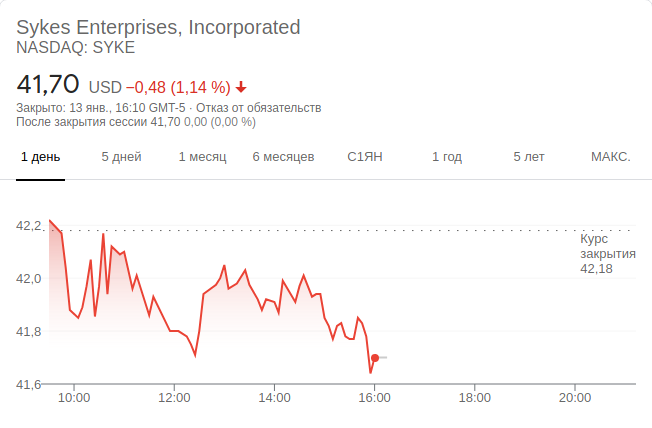 Sykes Enterprises, Incorporated
NASDAQ: SYKE
41,70 USD −0,48 (1,14 %)
Закрыто: 13 янв., 16:10 GMT-5 · Отказ от обязательств
После закрытия сессии 41,70 0,00 (0,00 %)
1 день 5 дней 1 месяц 6 месяцев С1ЯН 1 год 5 лет МАКС.
42,2
Курс
закрытия
42,18
42,0
41,8
41,6
10:00 12:00 14:00 16:00 18:00 20:00